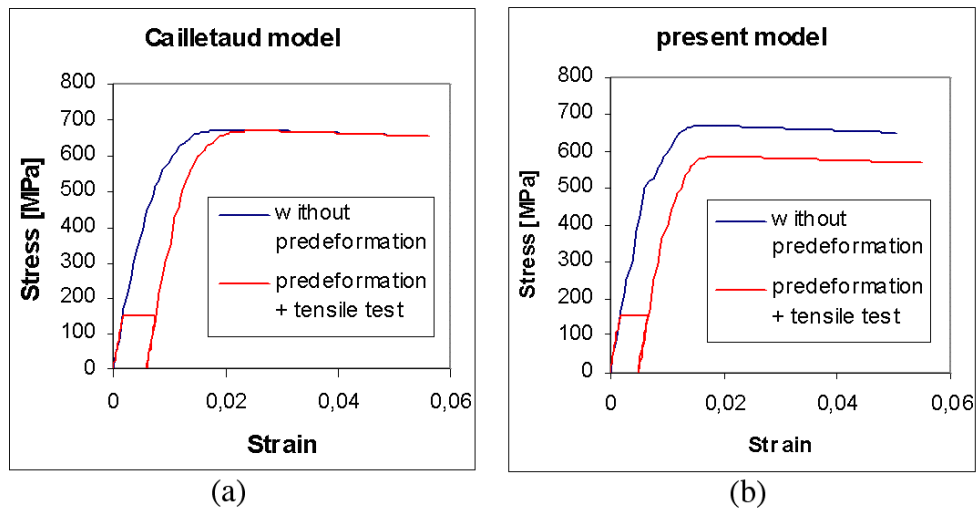 Cailletaud model
800
700
600
500
400
300
200
100
0
Stress [MPa]
0
0,02
0,04
0,06
Strain
w ithout
predeformation
predeformation
+ tensile test
(a)
present model
800
700
600
500
400
300
200
100
0
Stress [MPa]
0
0,02
0,04
0,06
Strain
w ithout
predeformation
predeformation
+ tensile test
(b)